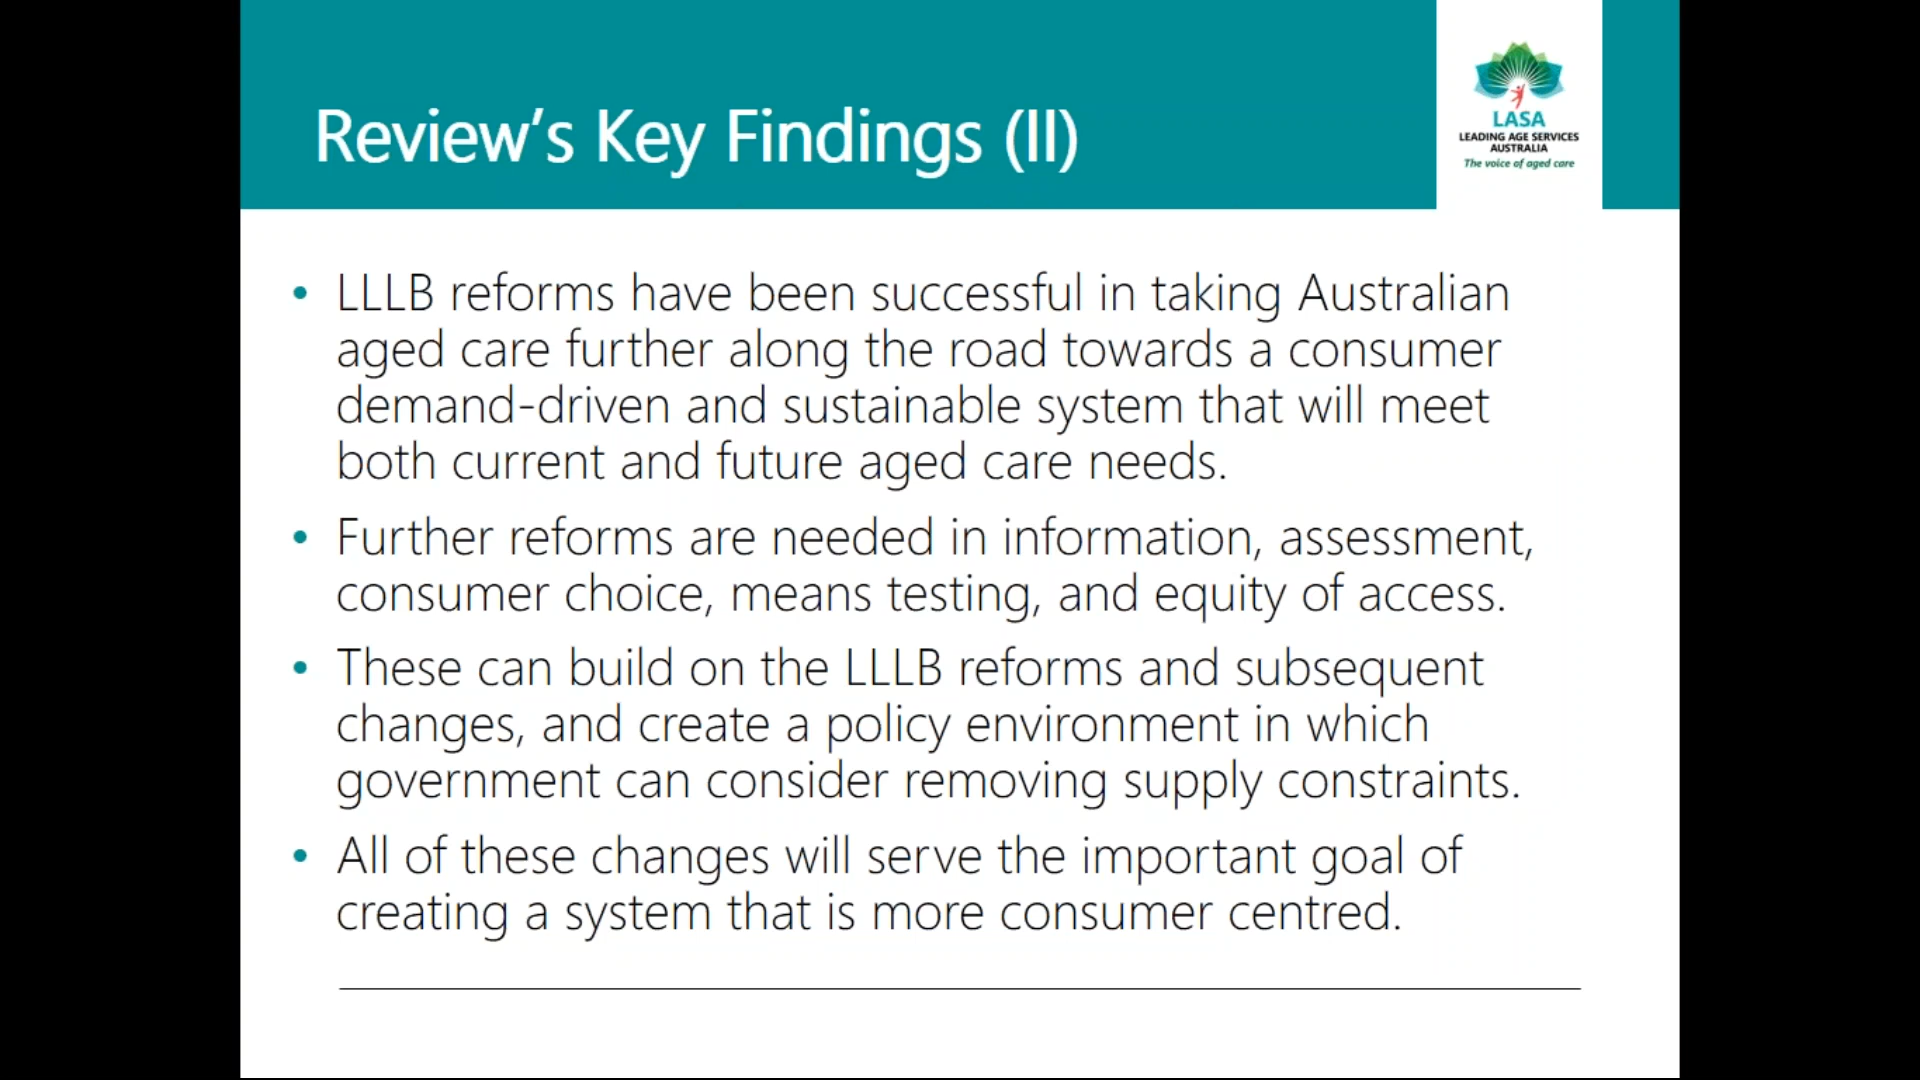 Review's Key Findings (II)
LASA
LEADING AGE SERVICES
AUSTRALIA
The voice of aged care
• LLLB reforms have been successful in taking Australian
aged care further along the road towards a consumer
demand-driven and sustainable system that will meet
both current and future aged care needs.
• Further reforms are needed in information, assessment,
consumer choice, means testing, and equity of access.
• These can build on the LLLB reforms and subsequent
changes, and create a policy environment in which
government can consider removing supply constraints.
• All of these changes will serve the important goal of
creating a system that is more consumer centred.